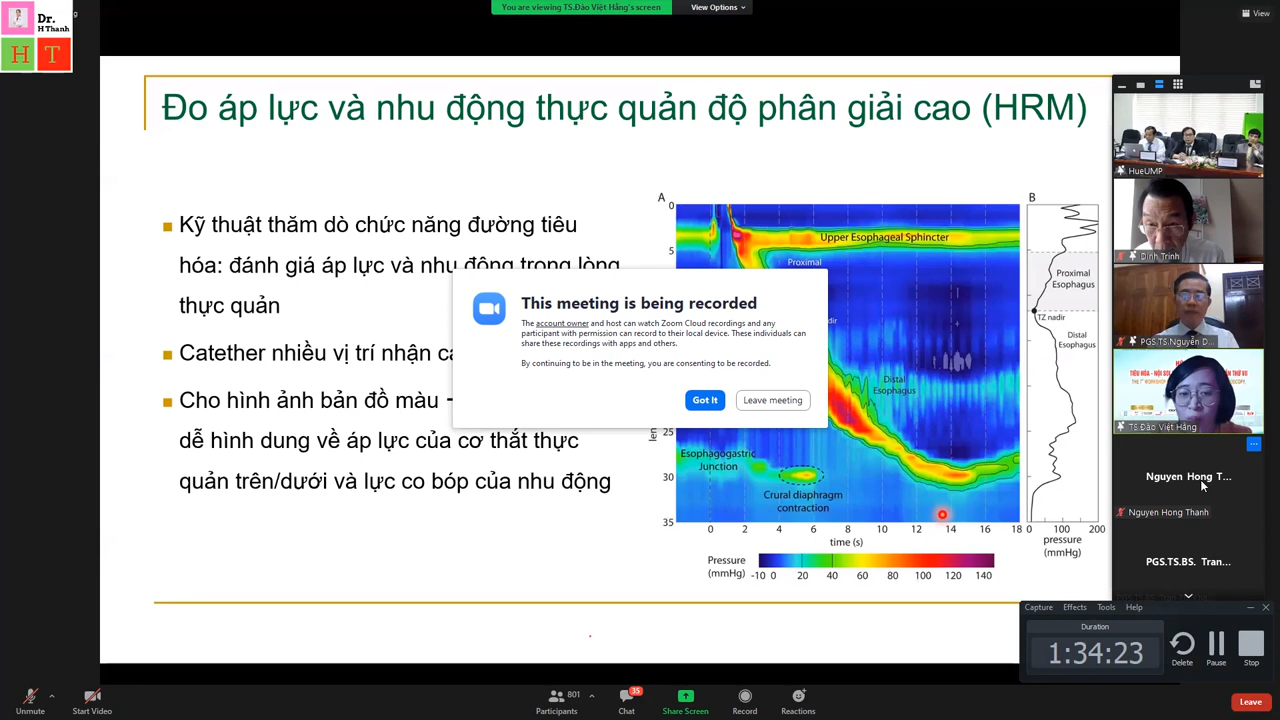 Dr.
H Thanh
H T
You are viewing TS.Đào Việt Hằng's screen
View Options
View
Đo áp lực và nhu động thực quản độ phân giải cao (HRM)
Kỹ thuật thăm dò chức năng đường tiêu
hóa: đánh giá áp lực và nhu động trong lòng
thực quản
Catether nhiều vị trí nhận
Cho hình ảnh bản đồ màu
dễ hình dung về áp lực của cơ thắt thực
quản trên/dưới và lực co bóp của nhu động
This meeting is being recorded
The account owner and host can watch Zoom Cloud recordings and any
participant with permission can record to their local device. These individuals can
share these recordings with apps and others.
By continuing to be in the meeting, you are consenting to be recorded.
Got It
Leave meeting
A
0
5
25
30
35
Upper Esophageal Sphincter
Proximal
Distal
Esophagus
Esophagogastric
Junction
Crural diaphragm
contraction
0 2 4 6 8 10 12 14 16 18
time (s)
Pressure
(mmHg)
-10 0 20 40 60 80 100 120 140
B
Proximal
Esophagus
TZ nadir
Distal
Esophagus
0 100 200
pressure
(mmHg)
HueUMP
Dinh Trinh
PGS.TS.Nguyễn D...
TS.Đào Việt Hằng
Nguyen Hong T...
Nguyen Hong Thanh
PGS.TS.BS. Tran...
Capture Effects Tools Help
Duration
1:34:23
Delete
Pause
Stop
Unmute
Start Video
801
Participants
35
Chat
Share Screen
Record
Reactions
Leave